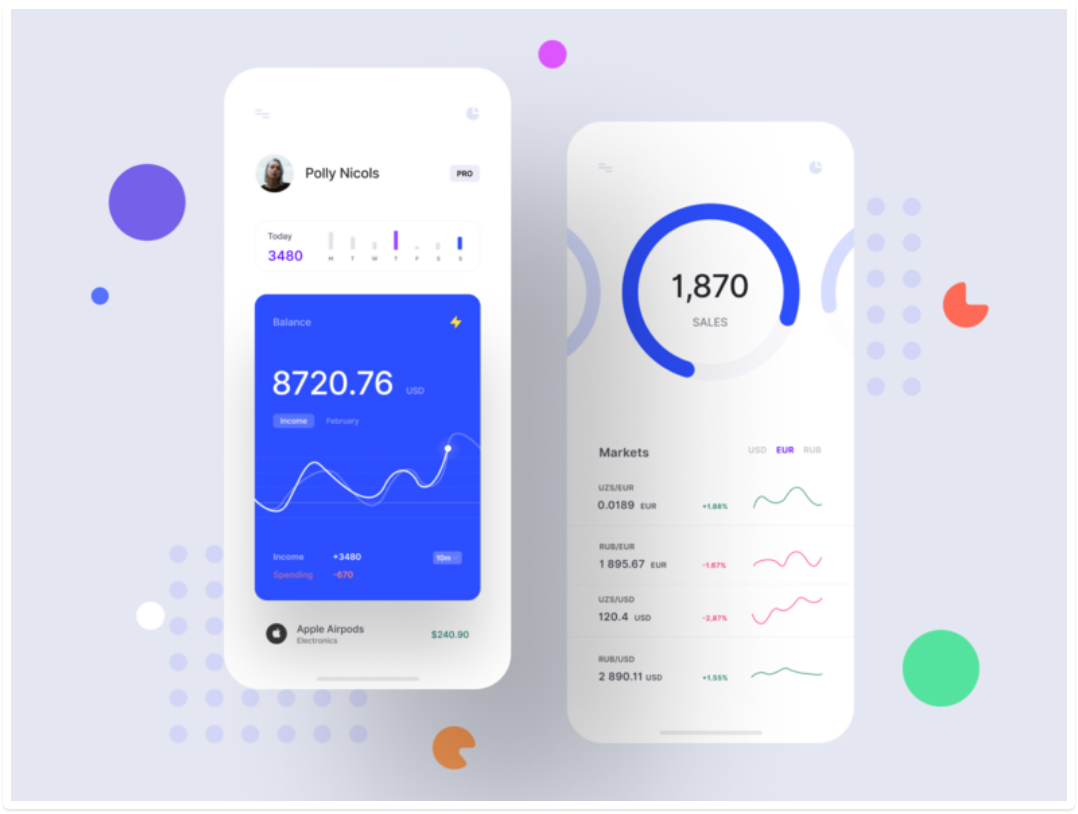 Polly Nicols
PRO
Today
3480
M T W T F S S
Balance
8720.76 USD
Income February
Income +3480 10m
Spending -670
Apple Airpods
Electronics
$240.90
1,870
SALES
Markets
USD EUR RUB
UZS/EUR
0.0189 EUR +1.88%
RUB/EUR
1 895.67 EUR -1.67%
UZS/USD
120.4 USD -2,87%
RUB/USD
2 890.11 USD +1.55%